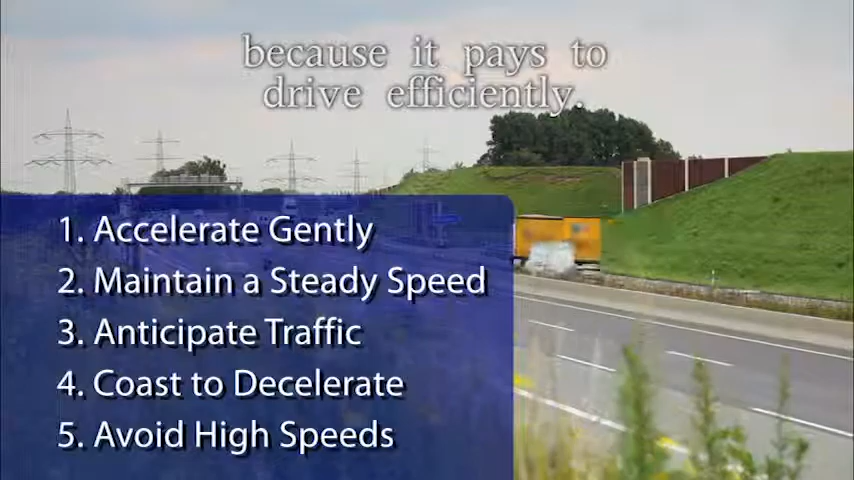 because it pays to
drive efficiently.
1. Accelerate Gently
2. Maintain a Steady Speed
3. Anticipate Traffic
4. Coast to Decelerate
5. Avoid High Speeds